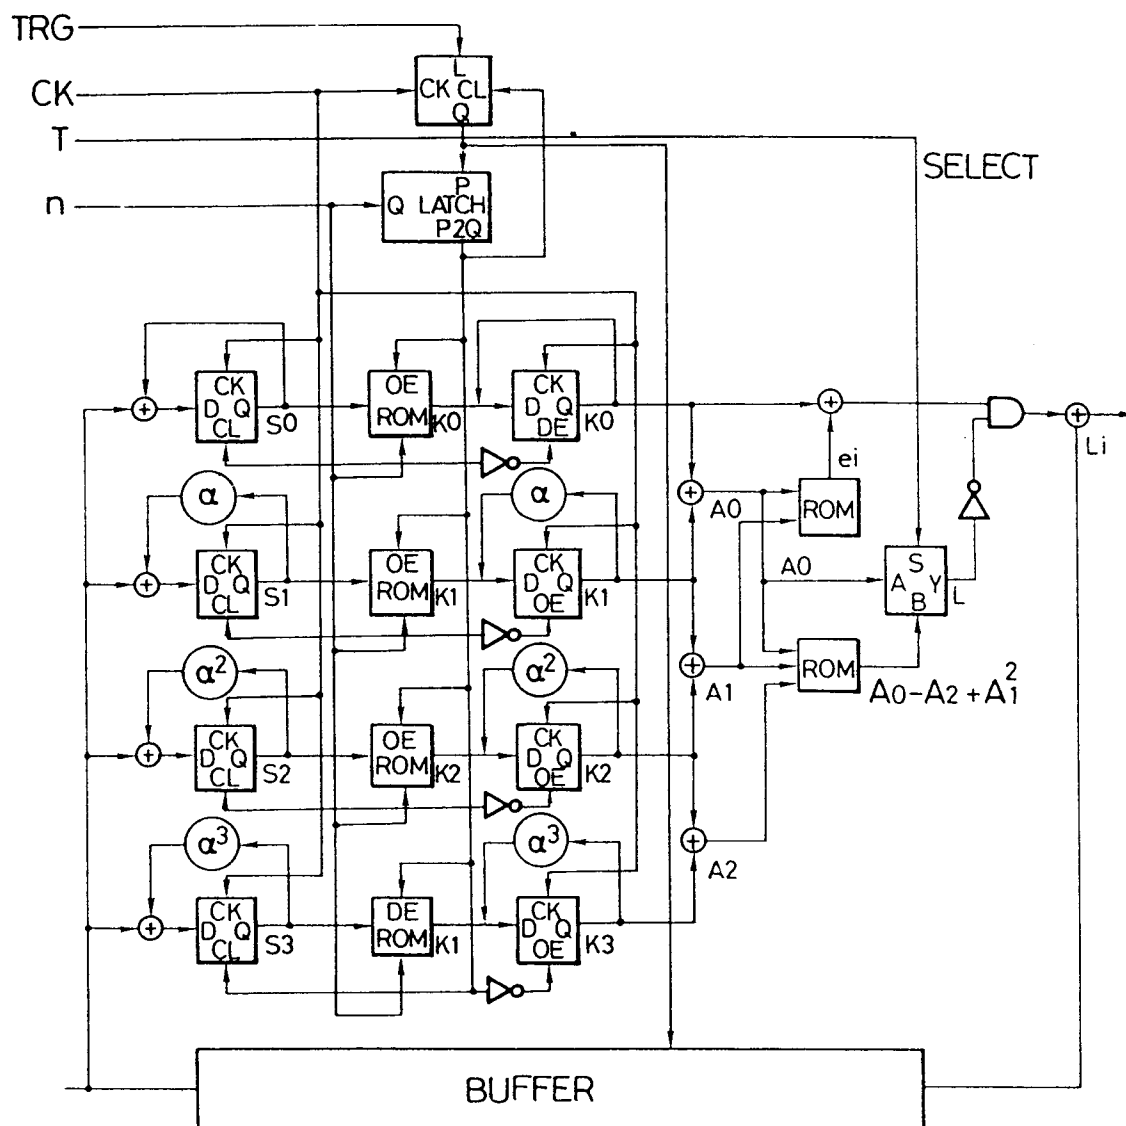 TRG
L
CK
CK CL
Q
T
SELECT
P
n
Q LATCH
P2Q
CK
D Q
CL
S0
OE
ROM
K0
CK
D Q
DE
K0
ei
Li
α
α
A0
ROM
CK
D Q
CL
S1
OE
ROM
K1
CK
D Q
OE
K1
A0
S
A Y
B
L
α2
α2
A1
ROM
A0-A2+A1 2
CK
D Q
CL
S2
OE
ROM
K2
CK
D Q
OE
K2
α3
α3
A2
CK
D Q
CL
S3
DE
ROM
K1
CK
D Q
OE
K3
BUFFER